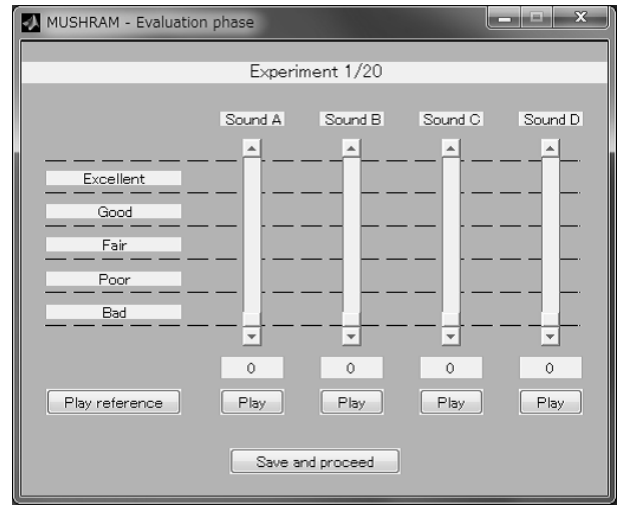 MUSHRAM - Evaluation phase
Experiment 1/20
Sound A Sound B Sound C Sound D
Excellent
Good
Fair
Poor
Bad
0 0 0 0
Play reference Play Play Play Play
Save and proceed